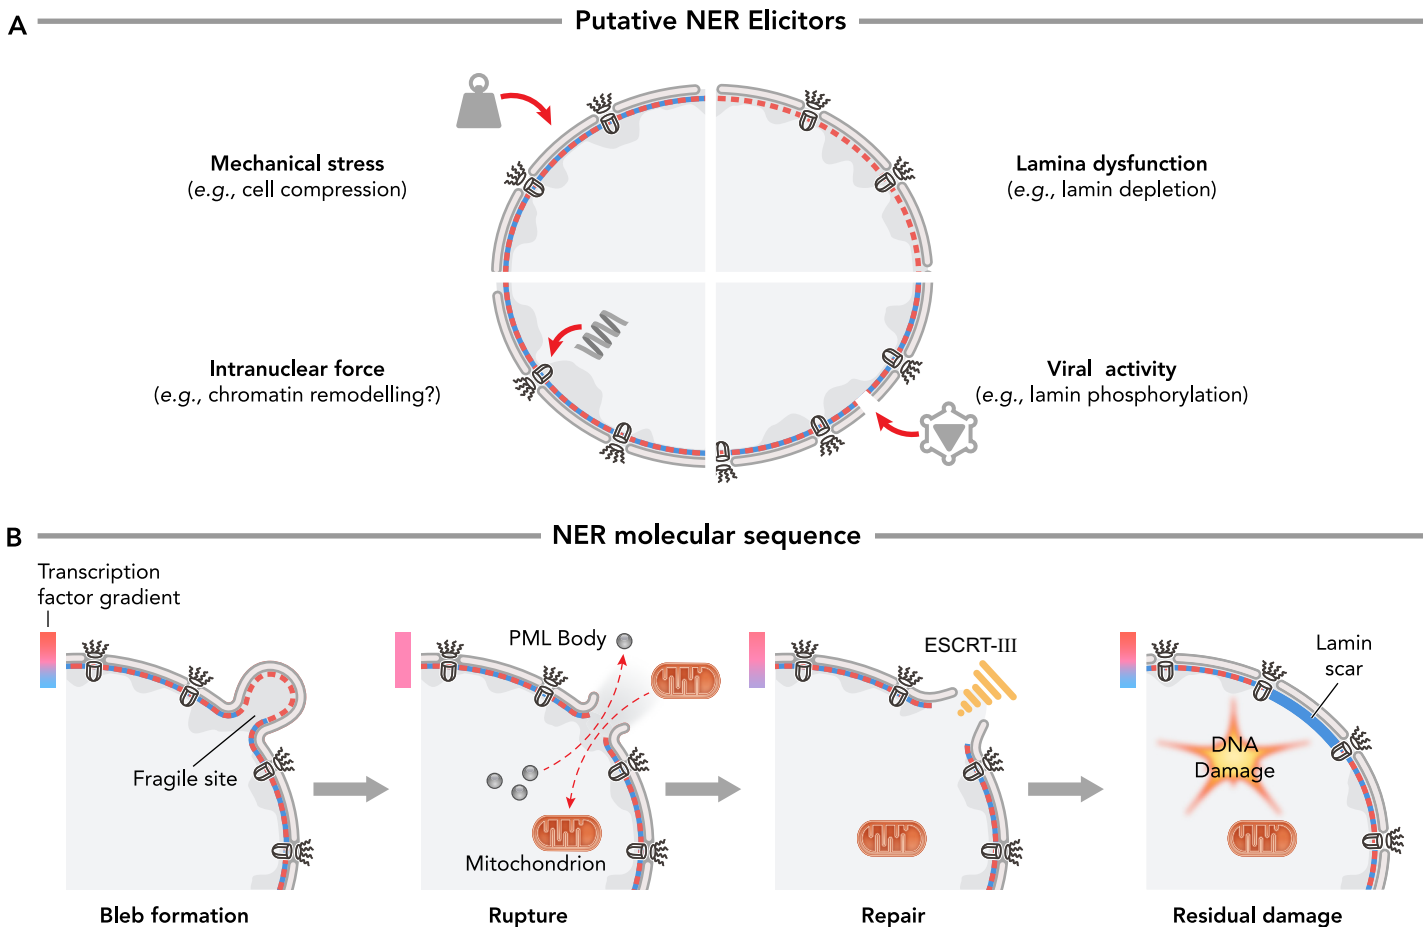 A
Putative NER Elicitors
Mechanical stress
(e.g., cell compression)
Lamina dysfunction
(e.g., lamin depletion)
Intranuclear force
(e.g., chromatin remodelling?)
Viral activity
(e.g., lamin phosphorylation)
B
NER molecular sequence
Transcription
factor gradient
Fragile site
Bleb formation
PML Body
Mitochondrion
Rupture
ESCRT-III
Repair
Lamin
scar
DNA
Damage
Residual damage